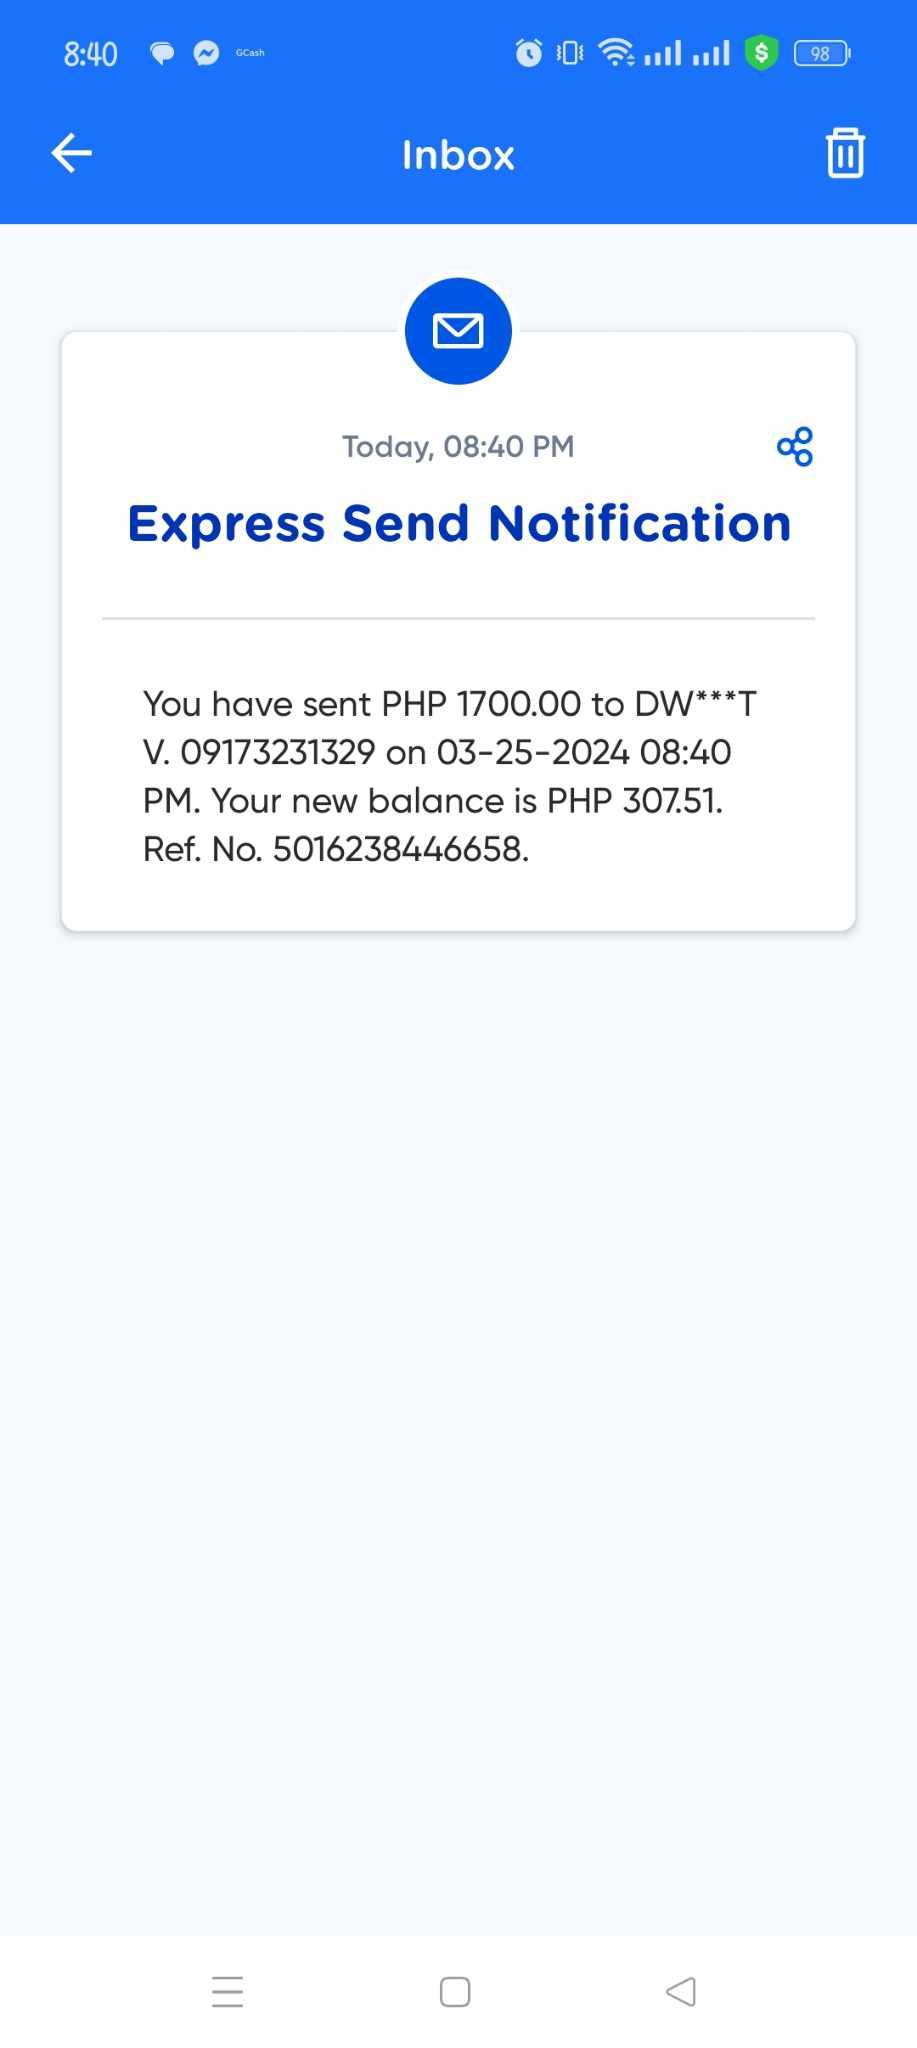 8:40 GCash 98
Inbox
Today, 08:40 PM
Express Send Notification
You have sent PHP 1700.00 to DW***T
V. 09173231329 on 03-25-2024 08:40
PM. Your new balance is PHP 307.51.
Ref. No. 5016238446658.